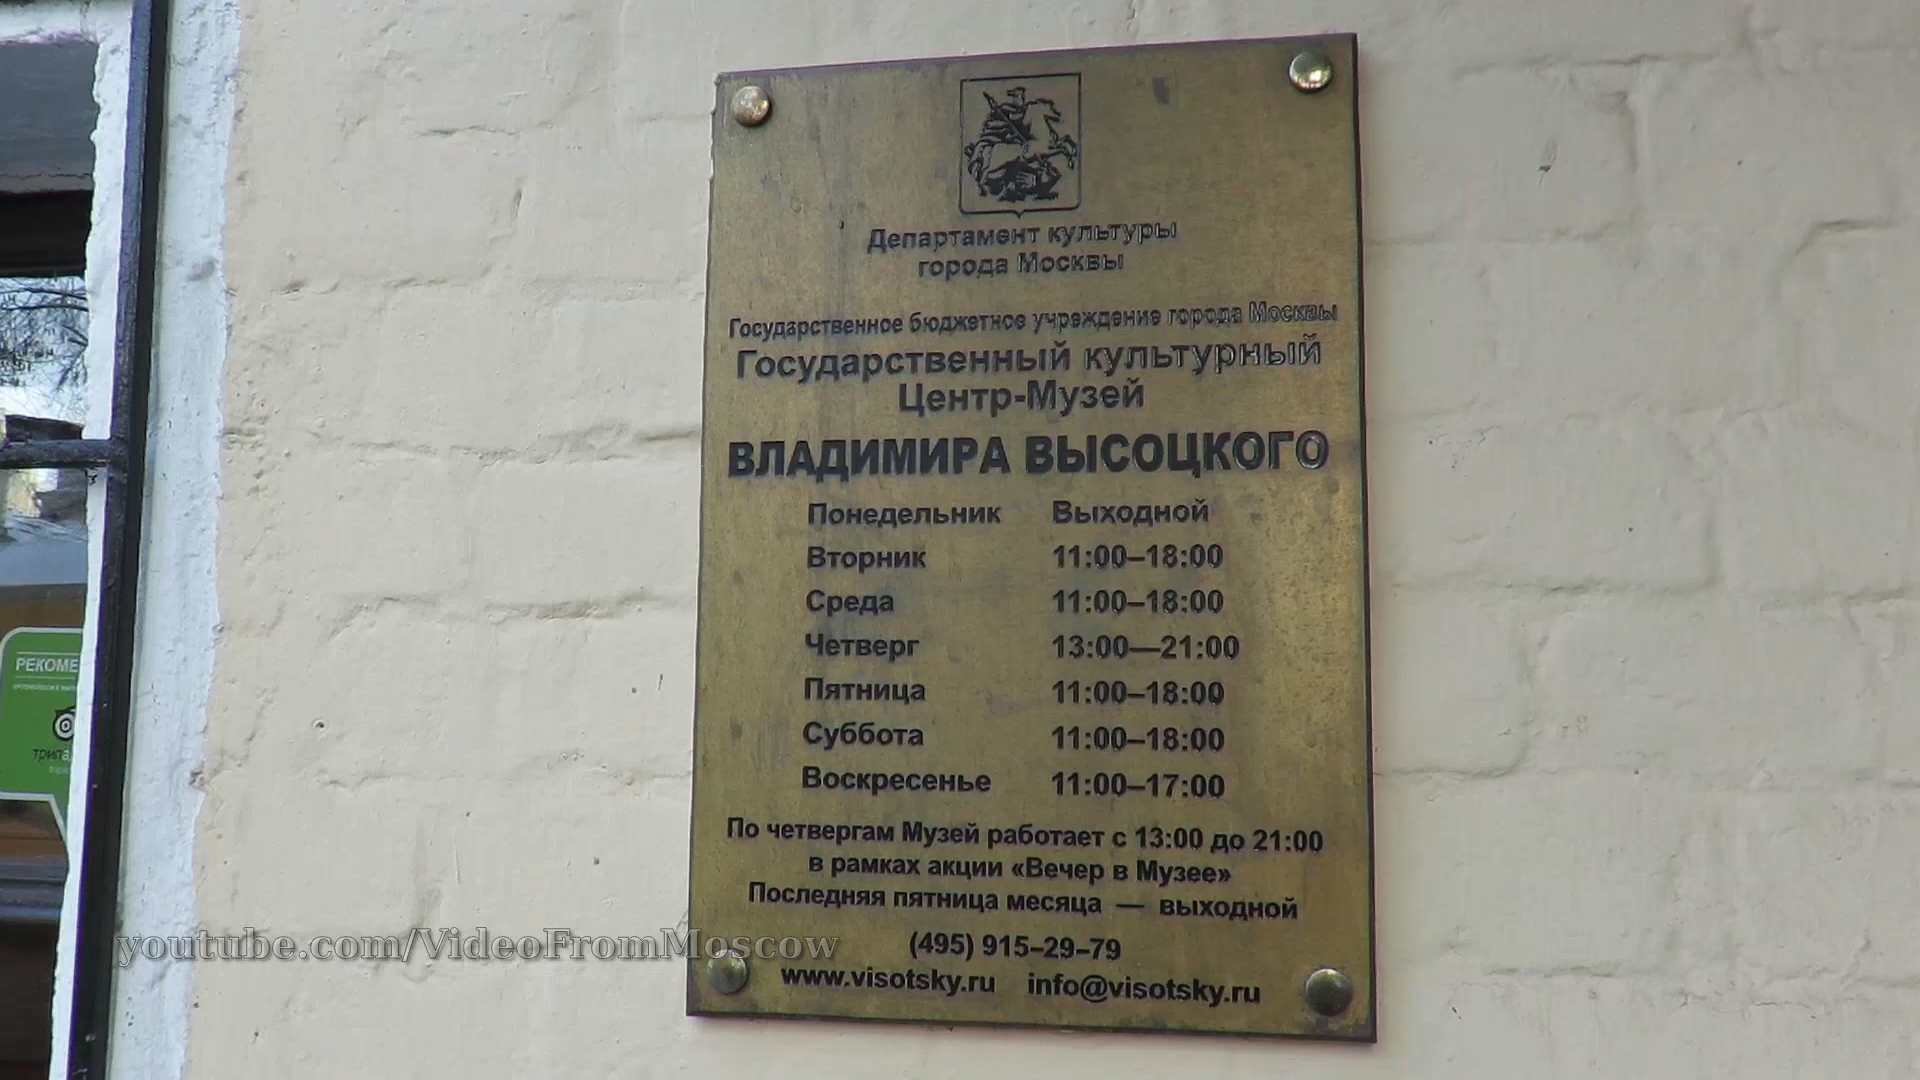 Департамент культуры
города Москвы
Государственное бюджетное учреждение города Москвы
Государственный культурный
Центр-Музей
ВЛАДИМИРА ВЫСОЦКОГО
Понедельник Выходной
Вторник 11:00–18:00
Среда 11:00–18:00
Четверг 13:00—21:00
Пятница 11:00–18:00
Суббота 11:00–18:00
Воскресенье 11:00–17:00
По четвергам Музей работает с 13:00 до 21:00
в рамках акции «Вечер в Музее»
Последняя пятница месяца — выходной
(495) 915–29–79
www.visotsky.ru info@visotsky.ru
youtube.com/VideoFromMoscow
РЕКОМЕ